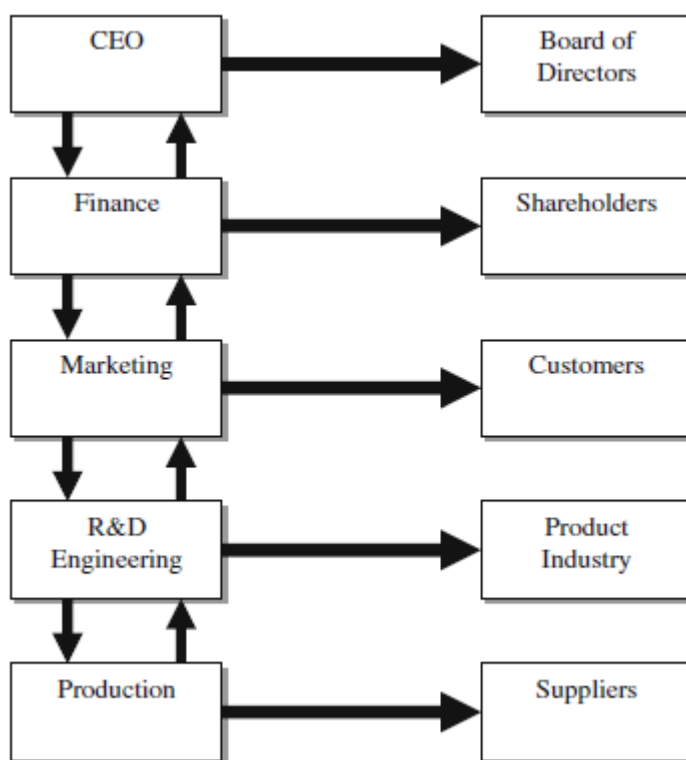 CEO
Board of
Directors
Finance
Shareholders
Marketing
Customers
R&D
Engineering
Product
Industry
Production
Suppliers